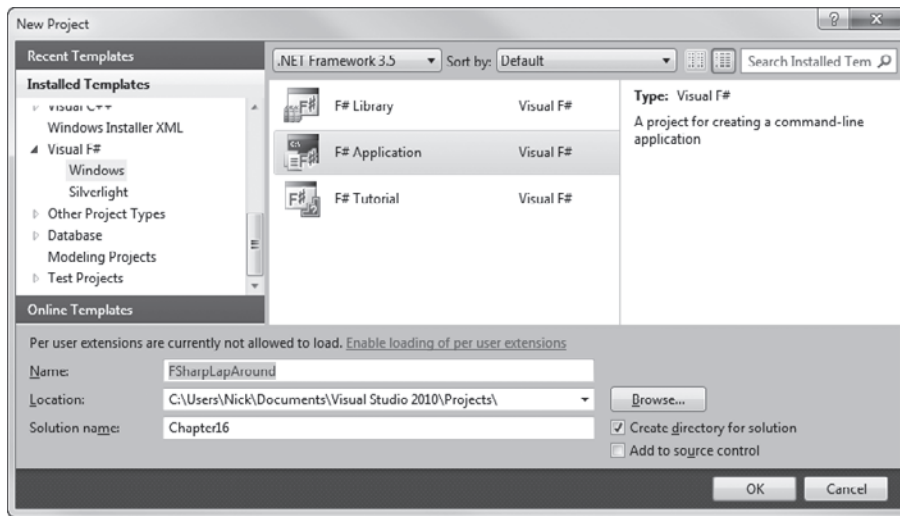 New Project
Recent Templates
Installed Templates
Visual C++
Windows Installer XML
Visual F#
Windows
Silverlight
Other Project Types
Database
Modeling Projects
Test Projects
Online Templates
.NET Framework 3.5 Sort by: Default Search Installed Tem
F# Library Visual F#
F# Application Visual F#
F# Tutorial Visual F#
Type: Visual F#
A project for creating a command-line
application
Per user extensions are currently not allowed to load. Enable loading of per user extensions
Name: FSharpLapAround
Location: C:\Users\Nick\Documents\Visual Studio 2010\Projects\ Browse...
Solution name: Chapter16
Create directory for solution
Add to source control
OK Cancel